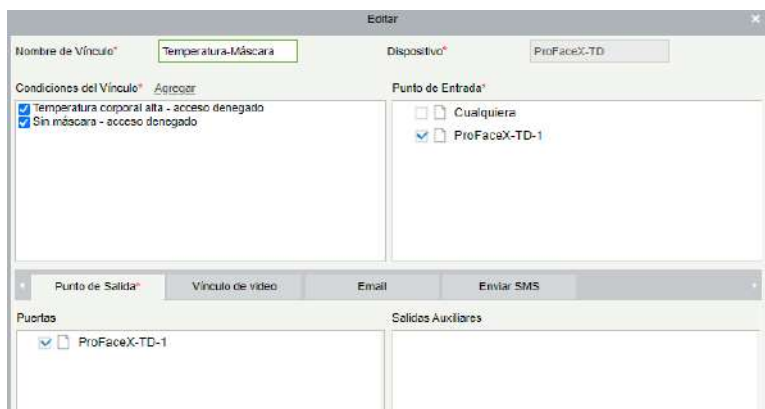 Editar
Nombre de Vínculo* Temperatura-Máscara Dispositivo* ProFaceX-TD
Condiciones del Vínculo* Agregar Punto de Entrada*
Temperatura corporal alta - acceso denegado
Sin máscara - acceso denegado
Cualquiera
ProFaceX-TD-1
Punto de Salida* Vínculo de video Email Enviar SMS
Puertas Salidas Auxiliares
ProFaceX-TD-1